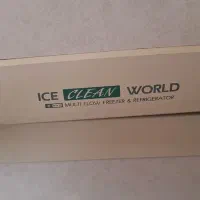 ICE CLEAN WORLD
MULTI FLOW FREEZER & REFRIGERATOR